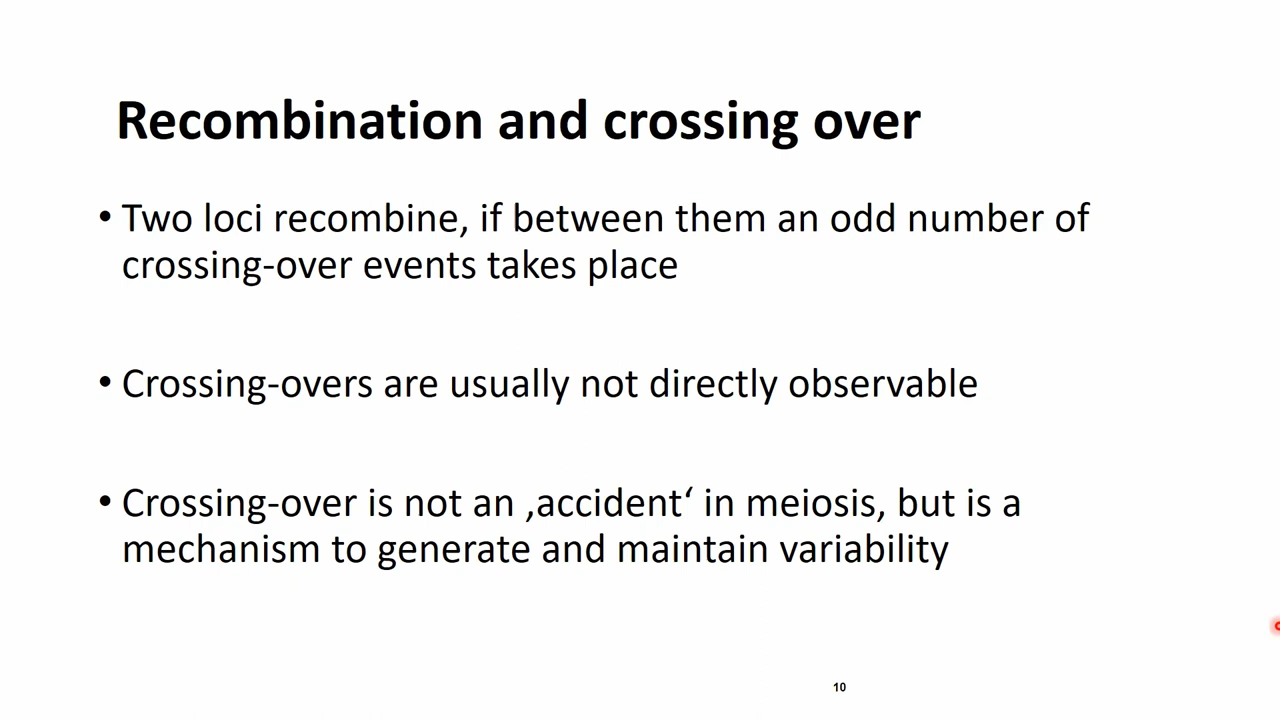 Recombination and crossing over
• Two loci recombine, if between them an odd number of
crossing-over events takes place
• Crossing-overs are usually not directly observable
• Crossing-over is not an ‚accident‘ in meiosis, but is a
mechanism to generate and maintain variability
10